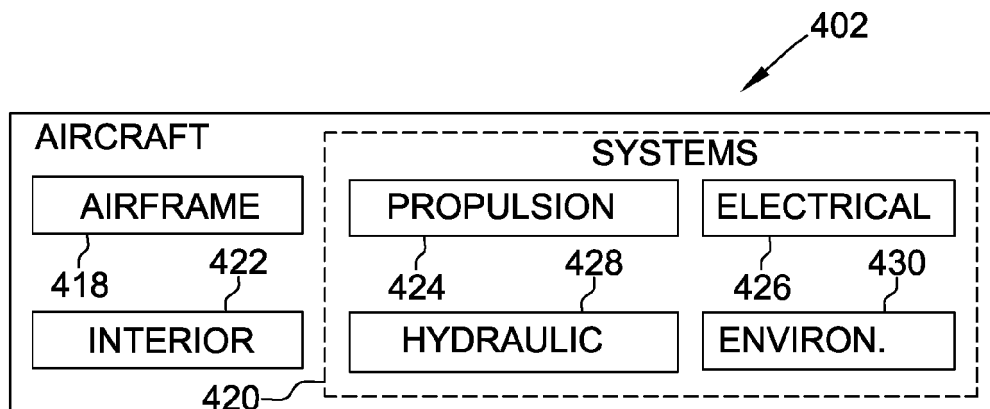 402
AIRCRAFT
SYSTEMS
AIRFRAME
PROPULSION
ELECTRICAL
418
422
424
428
426
430
INTERIOR
HYDRAULIC
ENVIRON.
420